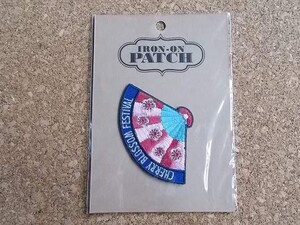 IRON-ON
PATCH
CHERRY BLOSSOM FESTIVAL